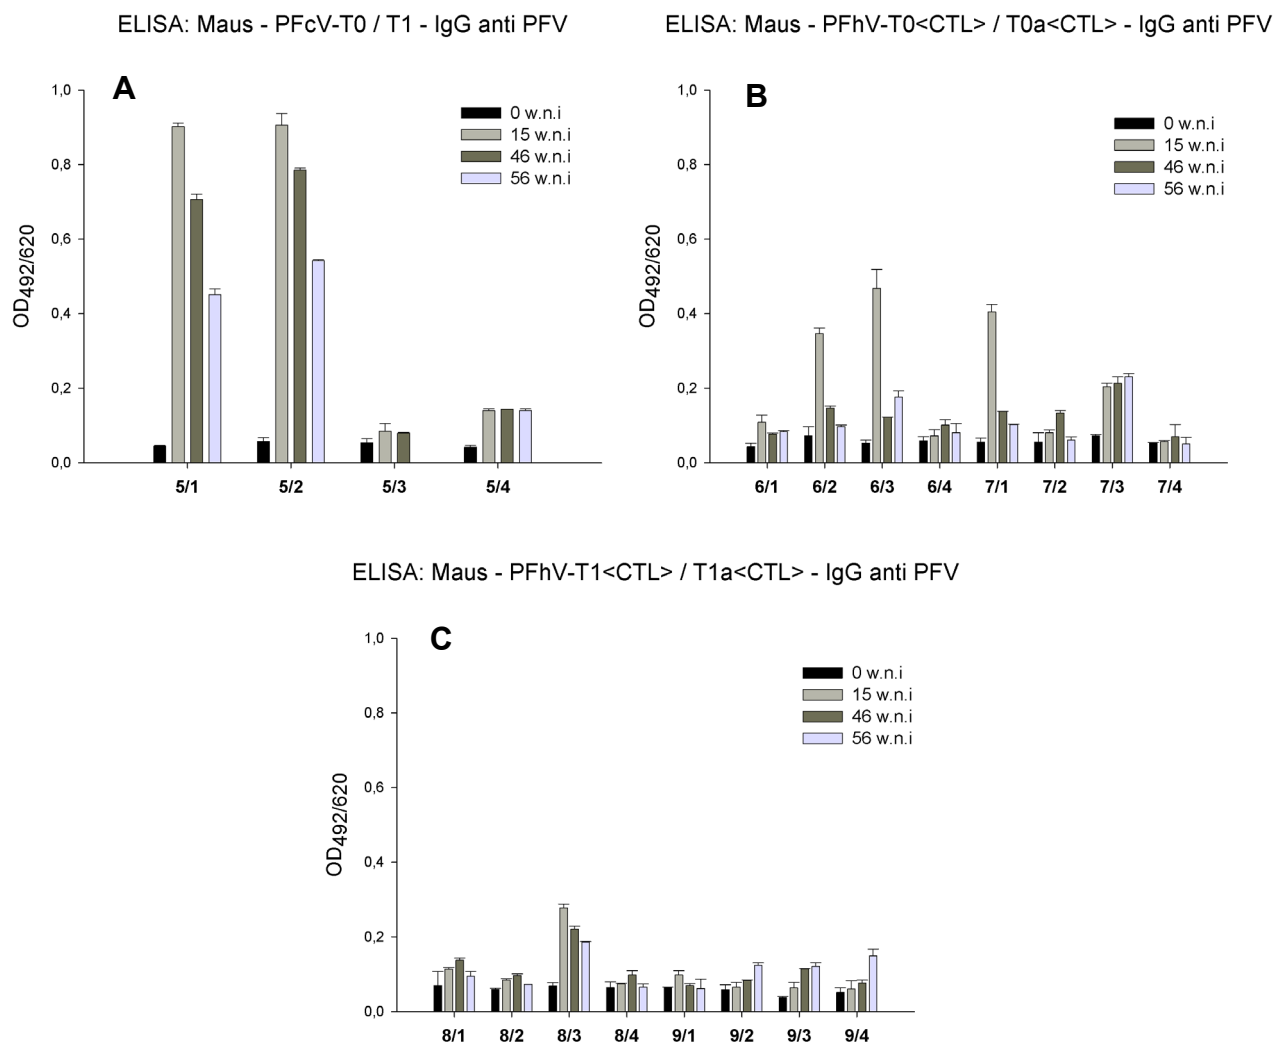 ELISA: Maus - PFcV-T0 / T1 - IgG anti PFV
A
1,0
0,8
0,6
0,4
0,2
0,0
OD492/620
0 w.n.i
15 w.n.i
46 w.n.i
56 w.n.i
5/1 5/2 5/3 5/4
ELISA: Maus - PFhV-T0<CTL> / T0a<CTL> - IgG anti PFV
B
1,0
0,8
0,6
0,4
0,2
0,0
OD492/620
0 w.n.i
15 w.n.i
46 w.n.i
56 w.n.i
6/1 6/2 6/3 6/4 7/1 7/2 7/3 7/4
ELISA: Maus - PFhV-T1<CTL> / T1a<CTL> - IgG anti PFV
C
1,0
0,8
0,6
0,4
0,2
0,0
OD492/620
0 w.n.i
15 w.n.i
46 w.n.i
56 w.n.i
8/1 8/2 8/3 8/4 9/1 9/2 9/3 9/4